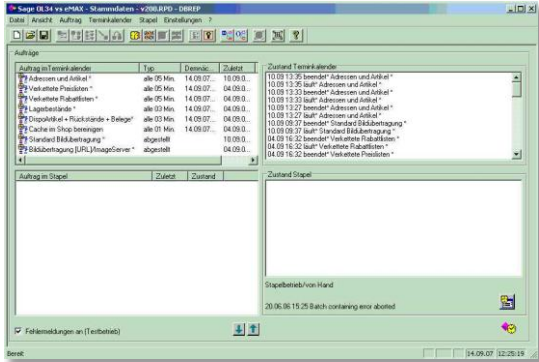 Sage OL34 vs eMAX - Stammdaten - v208.RPD - DBREP
Datei Ansicht Auftrag Terminkalender Stapel Einstellungen ?
Aufträge
Auftrag im Terminkalender Typ Demnäc... Zuletzt
Adressen und Artikel * alle 05 Min. 14.09.07... 10.09.0...
Verkettete Preislisten * alle 05 Min. 14.09.07... 04.09.0...
Verkettete Rabattlisten * alle 05 Min. 14.09.07... 04.09.0...
Lagerbestände * alle 03 Min. 14.09.07... 04.09.0...
DispoArtikel + Rückstände + Belege* alle 03 Min. 14.09.07... 04.09.0...
Cache im Shop bereinigen alle 01 Min. 14.09.07... 04.09.0...
Standard Bildübertragung * abgestellt 10.09.0...
Bildübertragung [URL]/ImageServer * abgestellt 04.09.0...
Zustand Terminkalender
10.09 13:35 beendet* Adressen und Artikel *
10.09 13:35 läuft* Adressen und Artikel *
10.09 13:33 beendet* Adressen und Artikel *
10.09 13:33 läuft* Adressen und Artikel *
10.09 13:27 beendet* Adressen und Artikel *
10.09 13:27 läuft* Adressen und Artikel *
10.09 09:37 beendet* Standard Bildübertragung *
10.09 09:37 läuft* Standard Bildübertragung *
04.09 16:32 beendet* Verkettete Rabattlisten *
04.09 16:32 läuft* Verkettete Rabattlisten *
04.09 16:32 beendet* Verkettete Preislisten *
Auftrag im Stapel Zuletzt Zustand
Zustand Stapel
Stapelbetrieb/von Hand
20.06.06 15:25 Batch containing error aborted
Fehlermeldungen an (Textbetrieb)
Bereit 14.09.07 12:25:19